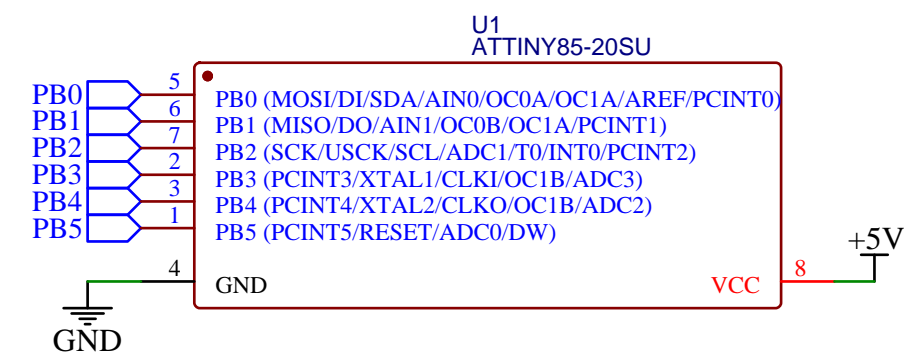 U1
ATTINY85-20SU
PB0 5 PB0 (MOSI/DI/SDA/AIN0/OC0A/OC1A/AREF/PCINT0)
PB1 6 PB1 (MISO/DO/AIN1/OC0B/OC1A/PCINT1)
PB2 7 PB2 (SCK/USCK/SCL/ADC1/T0/INT0/PCINT2)
PB3 2 PB3 (PCINT3/XTAL1/CLKI/OC1B/ADC3)
PB4 3 PB4 (PCINT4/XTAL2/CLKO/OC1B/ADC2)
PB5 1 PB5 (PCINT5/RESET/ADC0/DW)
+5V
4 GND VCC 8
GND